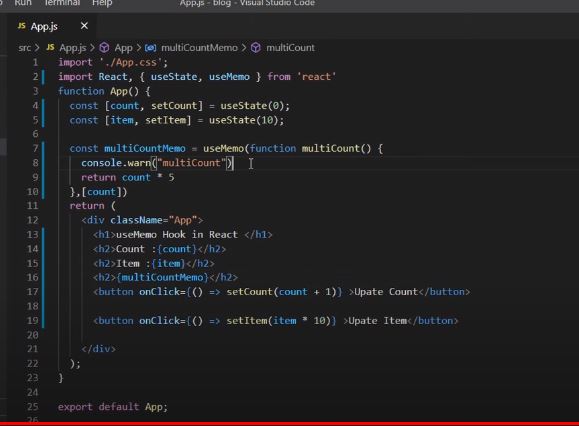 Run Terminal Help App.js - blog - Visual Studio Code
JS App.js ×
src > JS App.js > App > multiCountMemo > multiCount
1 import './App.css';
2 import React, { useState, useMemo } from 'react'
3 function App() {
4 const [count, setCount] = useState(0);
5 const [item, setItem] = useState(10);
6
7 const multiCountMemo = useMemo(function multiCount() {
8 console.warn("multiCount")
9 return count * 5
10 },[count])
11 return (
12 <div className="App">
13 <h1>useMemo Hook in React </h1>
14 <h2>Count :{count}</h2>
15 <h2>Item :{item}</h2>
16 <h2>{multiCountMemo}</h2>
17 <button onClick={() => setCount(count + 1)} >Upate Count</button>
18
19 <button onClick={() => setItem(item * 10)} >Upate Item</button>
20
21 </div>
22 );
23 }
24
25 export default App;
26